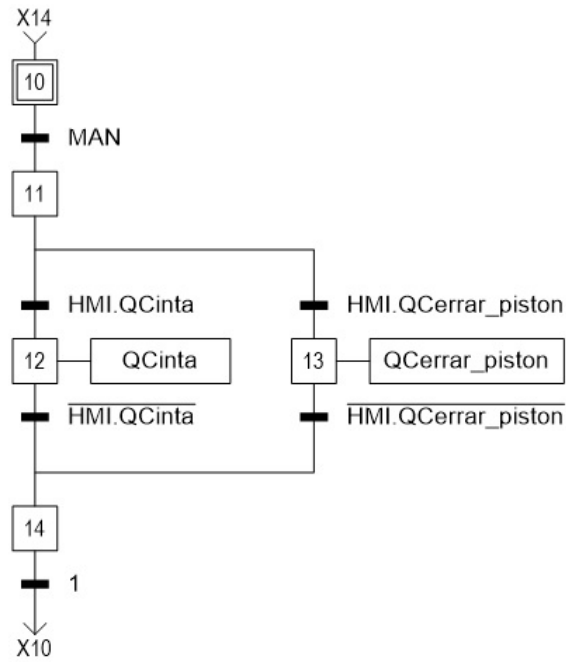 X14
10
MAN
11
HMI.QCinta HMI.QCerrar_piston
12 QCinta 13 QCerrar_piston
HMI.QCinta HMI.QCerrar_piston
14
1
X10